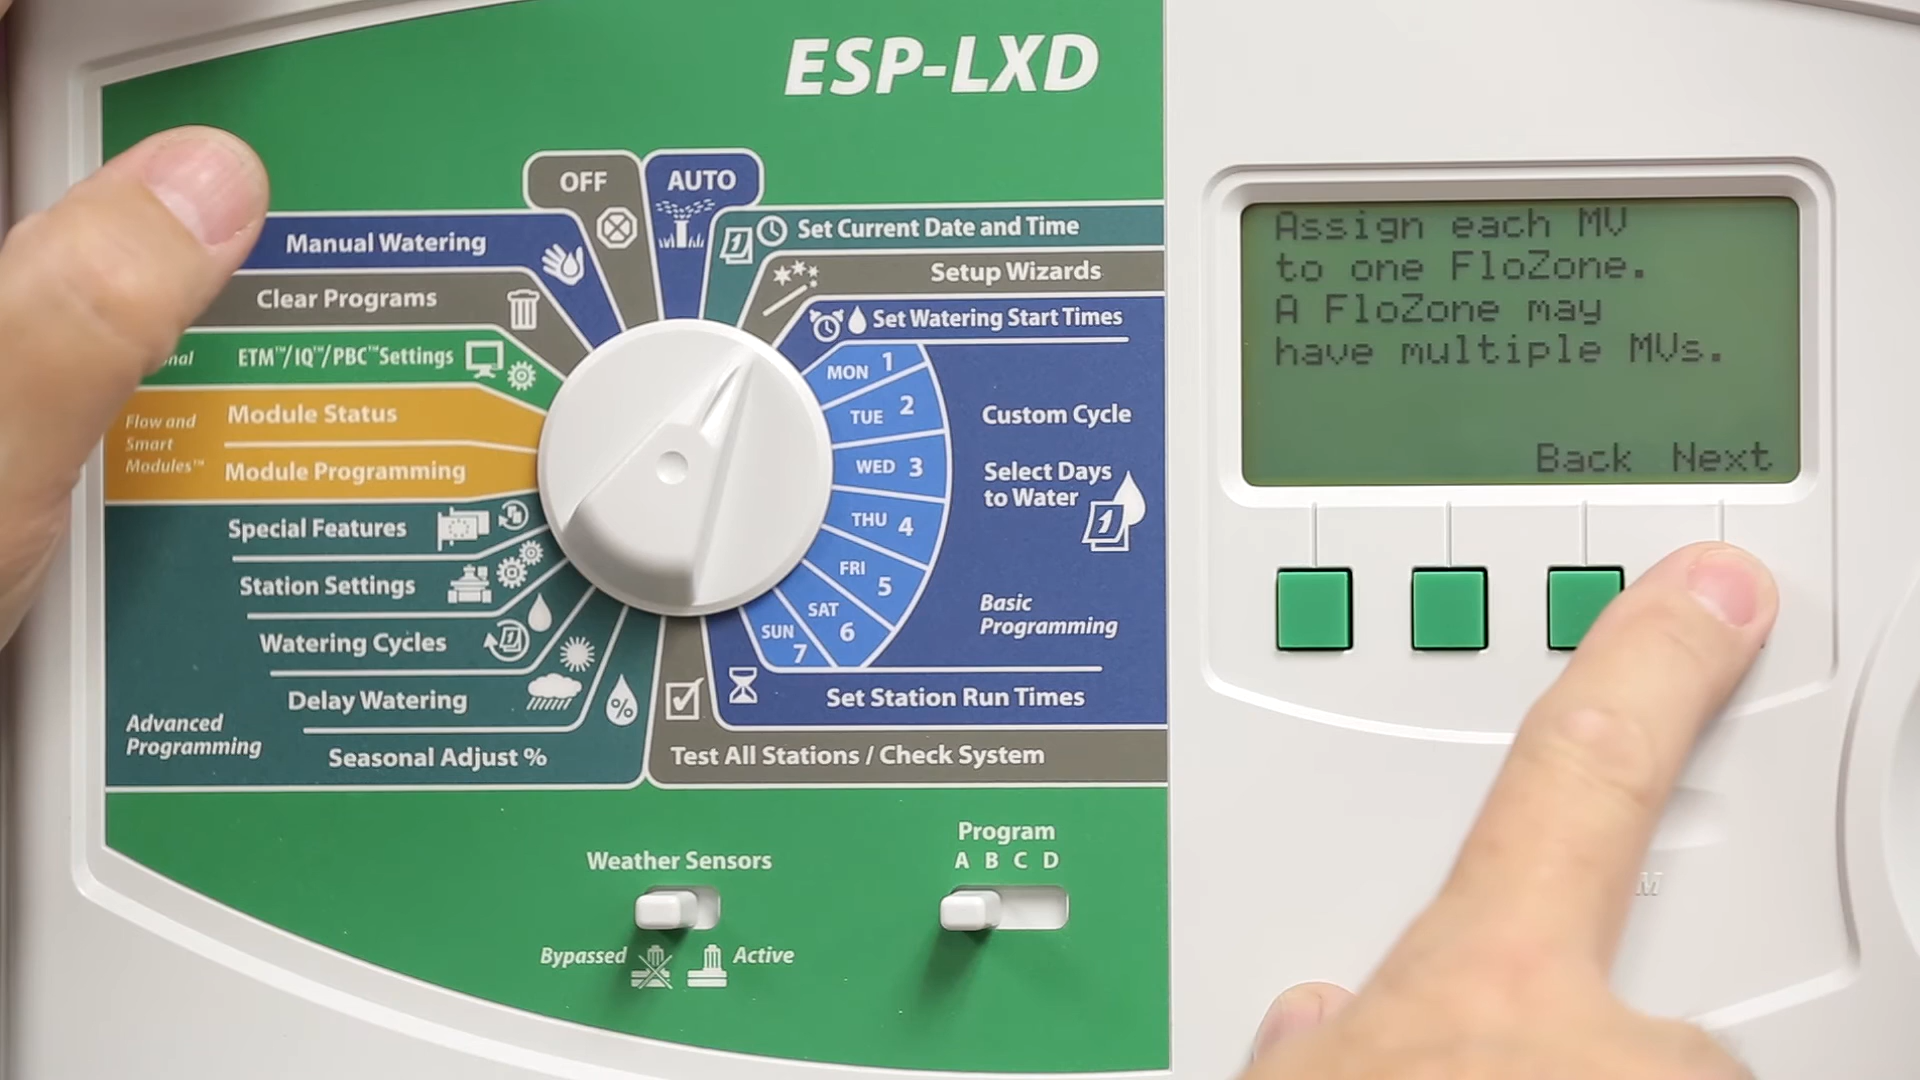 ESP-LXD
OFF
AUTO
Manual Watering
Clear Programs
ETM™/IQ™/PBC™Settings
Flow and
Smart
Modules™
Module Status
Module Programming
Special Features
Station Settings
Watering Cycles
Delay Watering
Advanced
Programming
Seasonal Adjust %
1
Set Current Date and Time
Setup Wizards
Set Watering Start Times
MON 1
TUE 2
WED 3
THU 4
FRI 5
SAT 6
SUN 7
Custom Cycle
Select Days
to Water
1
Basic
Programming
Set Station Run Times
%
Test All Stations / Check System
Weather Sensors
Bypassed
Active
Program
A B C D
Assign each MV
to one FloZone.
A FloZone may
have multiple MVs.
Back Next